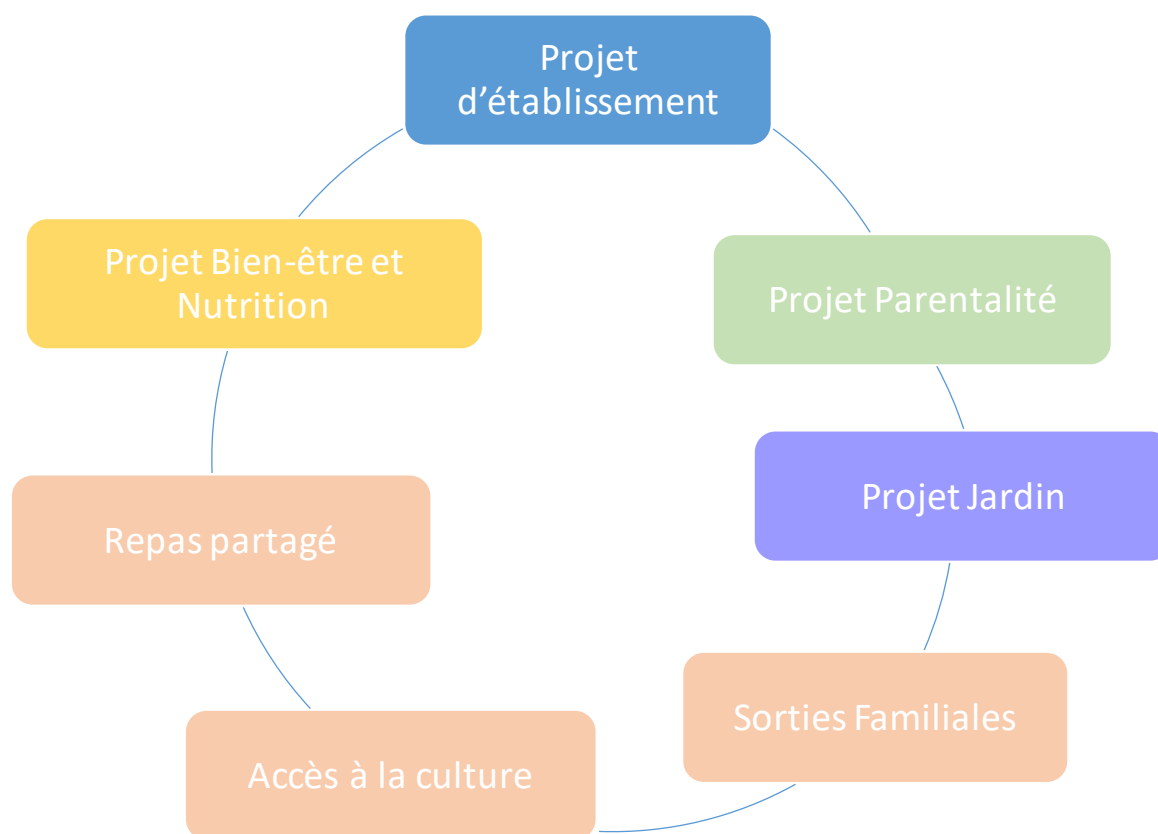 Projet
d’établissement
Projet Bien-être et
Nutrition
Projet Parentalité
Projet Jardin
Repas partagé
Sorties Familiales
Accès à la culture